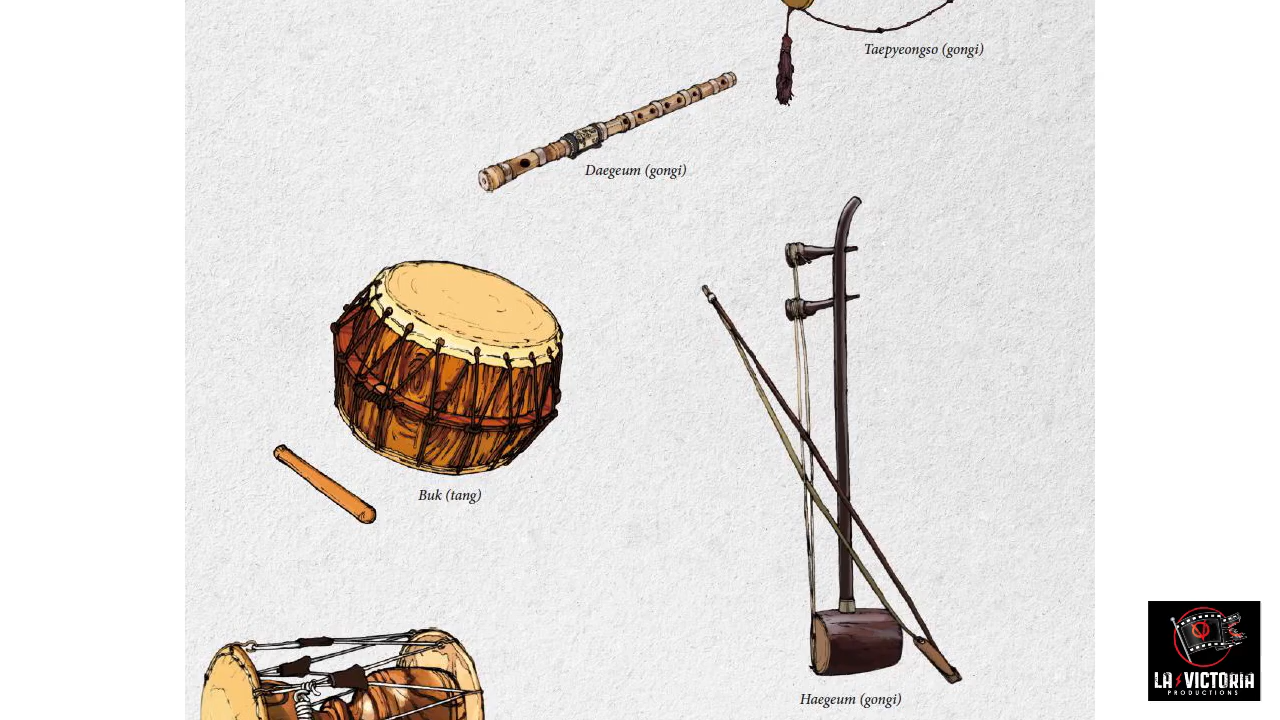 Taepyeongso (gongi)
Daegeum (gongi)
Buk (tang)
Haegeum (gongi)
LA VICTORIA
PRODUCTIONS